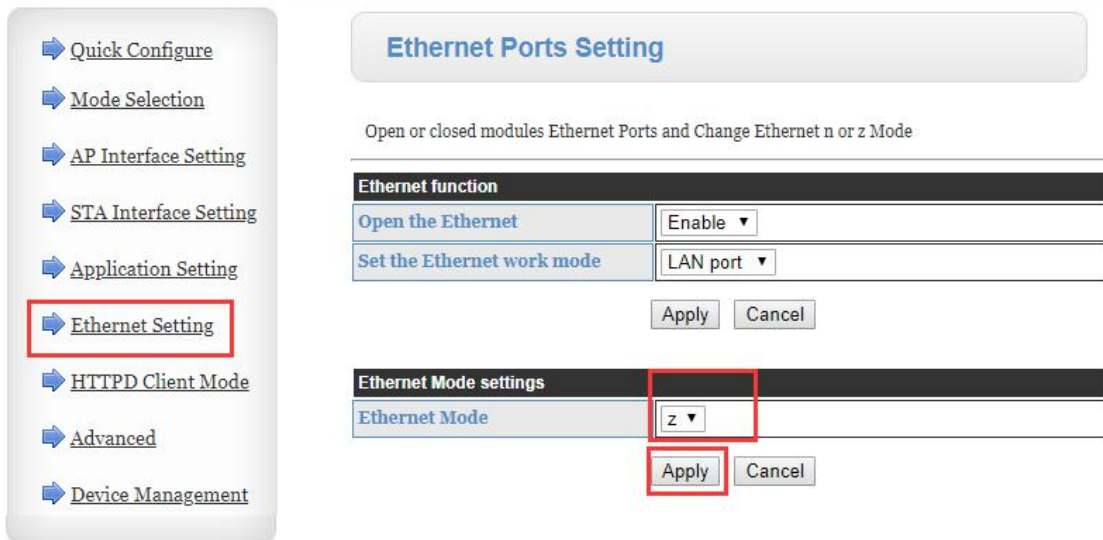 Quick Configure
Mode Selection
AP Interface Setting
STA Interface Setting
Application Setting
Ethernet Setting
HTTPD Client Mode
Advanced
Device Management
Ethernet Ports Setting
Open or closed modules Ethernet Ports and Change Ethernet n or z Mode
Ethernet function
Open the Ethernet Enable
Set the Ethernet work mode LAN port
Apply Cancel
Ethernet Mode settings
Ethernet Mode z
Apply Cancel